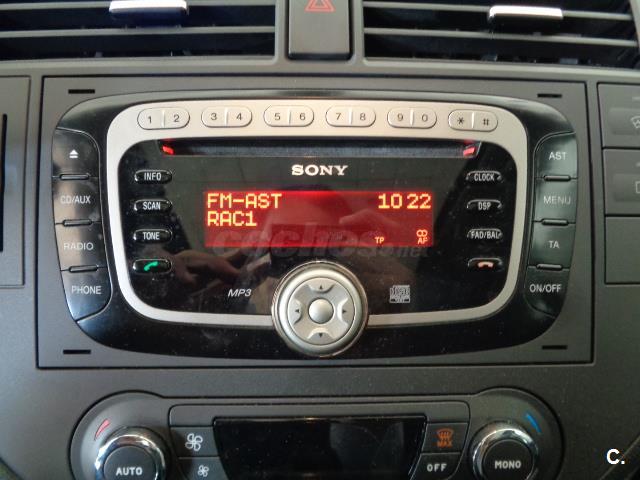 1 2 3 4 5 6 7 8 9 0 * #
SONY
INFO
SCAN
TONE
CD/AUX
RADIO
PHONE
FM-AST 10 22
RAC1
TP AF
CLOCK
DSP
FAD/BAL
AST
MENU
TA
ON/OFF
MP3
coches.net
AUTO
MAX
OFF
MONO
C.